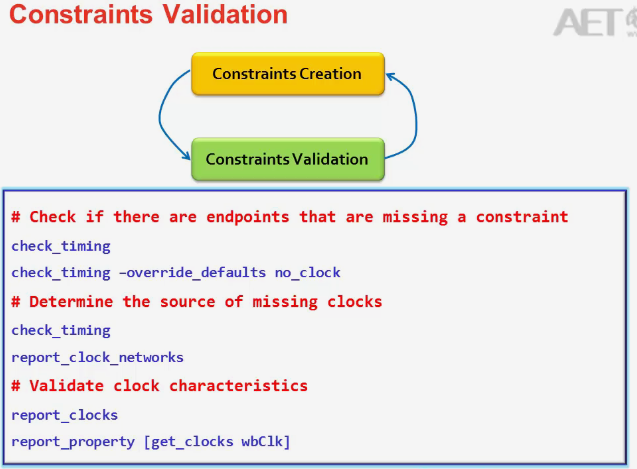 Constraints Validation
AET
Constraints Creation
Constraints Validation
# Check if there are endpoints that are missing a constraint
check_timing
check_timing –override_defaults no_clock
# Determine the source of missing clocks
check_timing
report_clock_networks
# Validate clock characteristics
report_clocks
report_property [get_clocks wbClk]